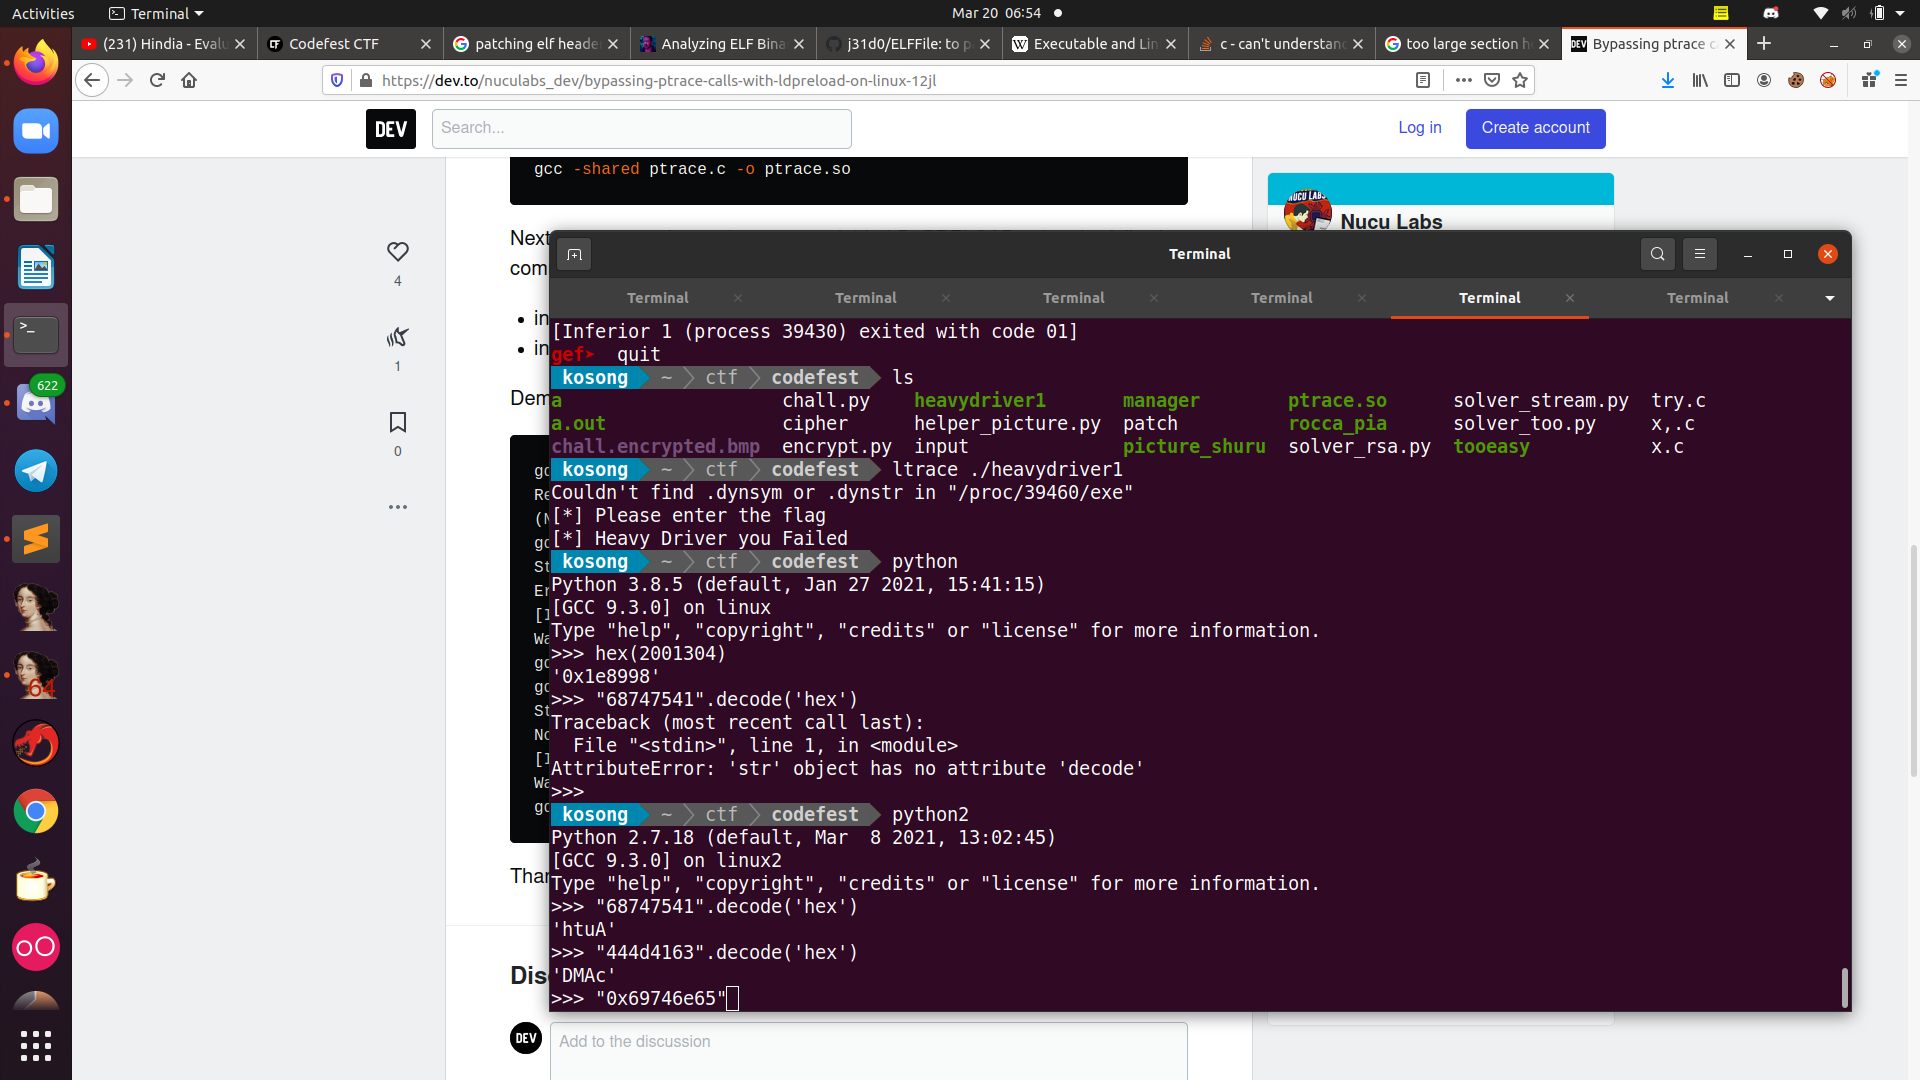 Activities
Terminal
Mar 20 06:54
(231) Hindia - Evalu
Codefest CTF
patching elf heade
Analyzing ELF Bina
j31d0/ELFFile: to p
Executable and Lin
c - can't understan
too large section h
Bypassing ptrace c
https://dev.to/nuculabs_dev/bypassing-ptrace-calls-with-ldpreload-on-linux-12jl
DEV
Search...
Log in
Create account
gcc -shared ptrace.c -o ptrace.so
NUCU LABS
Nucu Labs
Next
com
in
in
Dem
4
1
0
622
64
Terminal
Terminal
Terminal
Terminal
Terminal
Terminal
Terminal
[Inferior 1 (process 39430) exited with code 01]
gef➤ quit
kosong ~ ctf codefest ls
a chall.py heavydriver1 manager ptrace.so solver_stream.py try.c
a.out cipher helper_picture.py patch rocca_pia solver_too.py x,.c
chall.encrypted.bmp encrypt.py input picture_shuru solver_rsa.py tooeasy x.c
kosong ~ ctf codefest ltrace ./heavydriver1
Couldn't find .dynsym or .dynstr in "/proc/39460/exe"
[*] Please enter the flag
[*] Heavy Driver you Failed
kosong ~ ctf codefest python
Python 3.8.5 (default, Jan 27 2021, 15:41:15)
[GCC 9.3.0] on linux
Type "help", "copyright", "credits" or "license" for more information.
>>> hex(2001304)
'0x1e8998'
>>> "68747541".decode('hex')
Traceback (most recent call last):
File "<stdin>", line 1, in <module>
AttributeError: 'str' object has no attribute 'decode'
>>>
kosong ~ ctf codefest python2
Python 2.7.18 (default, Mar 8 2021, 13:02:45)
[GCC 9.3.0] on linux2
Type "help", "copyright", "credits" or "license" for more information.
>>> "68747541".decode('hex')
'htuA'
>>> "444d4163".decode('hex')
'DMAc'
>>> "0x69746e65"
Than
Dis
DEV
Add to the discussion